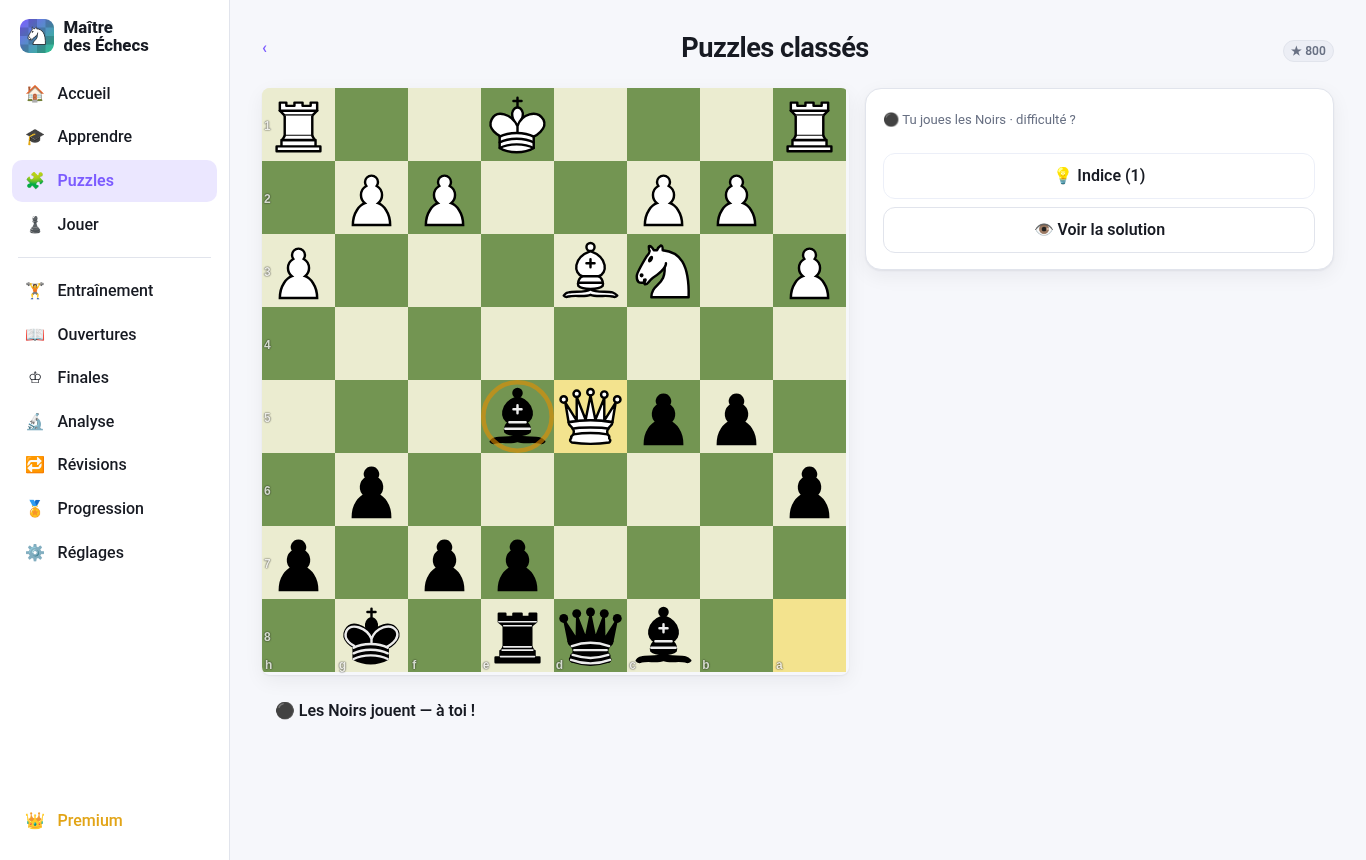 Maître
des Échecs
Accueil
Apprendre
Puzzles
Jouer
Entraînement
Ouvertures
Finales
Analyse
Révisions
Progression
Réglages
Premium
‹
Puzzles classés
★ 800
1
2
3
4
5
6
7
8
h g f e d c b a
Tu joues les Noirs · difficulté ?
Indice (1)
Voir la solution
Les Noirs jouent — à toi !